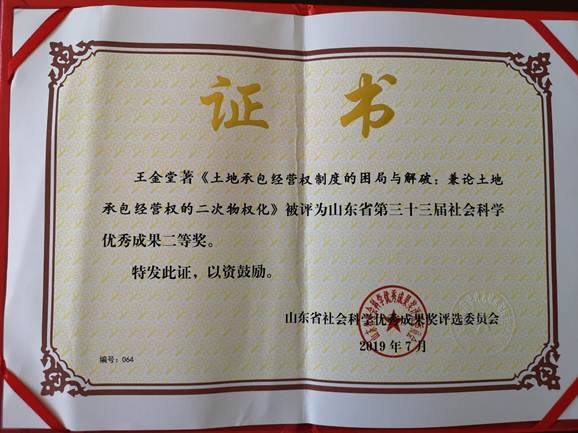 证 书
王金堂著《土地承包经营权制度的困局与解破：兼论土地
承包经营权的二次物权化》被评为山东省第三十三届社会科学
优秀成果二等奖。
特发此证，以资鼓励。
山东省社会科学优秀成果奖评选委员会
2019 年 7 月
编号：064